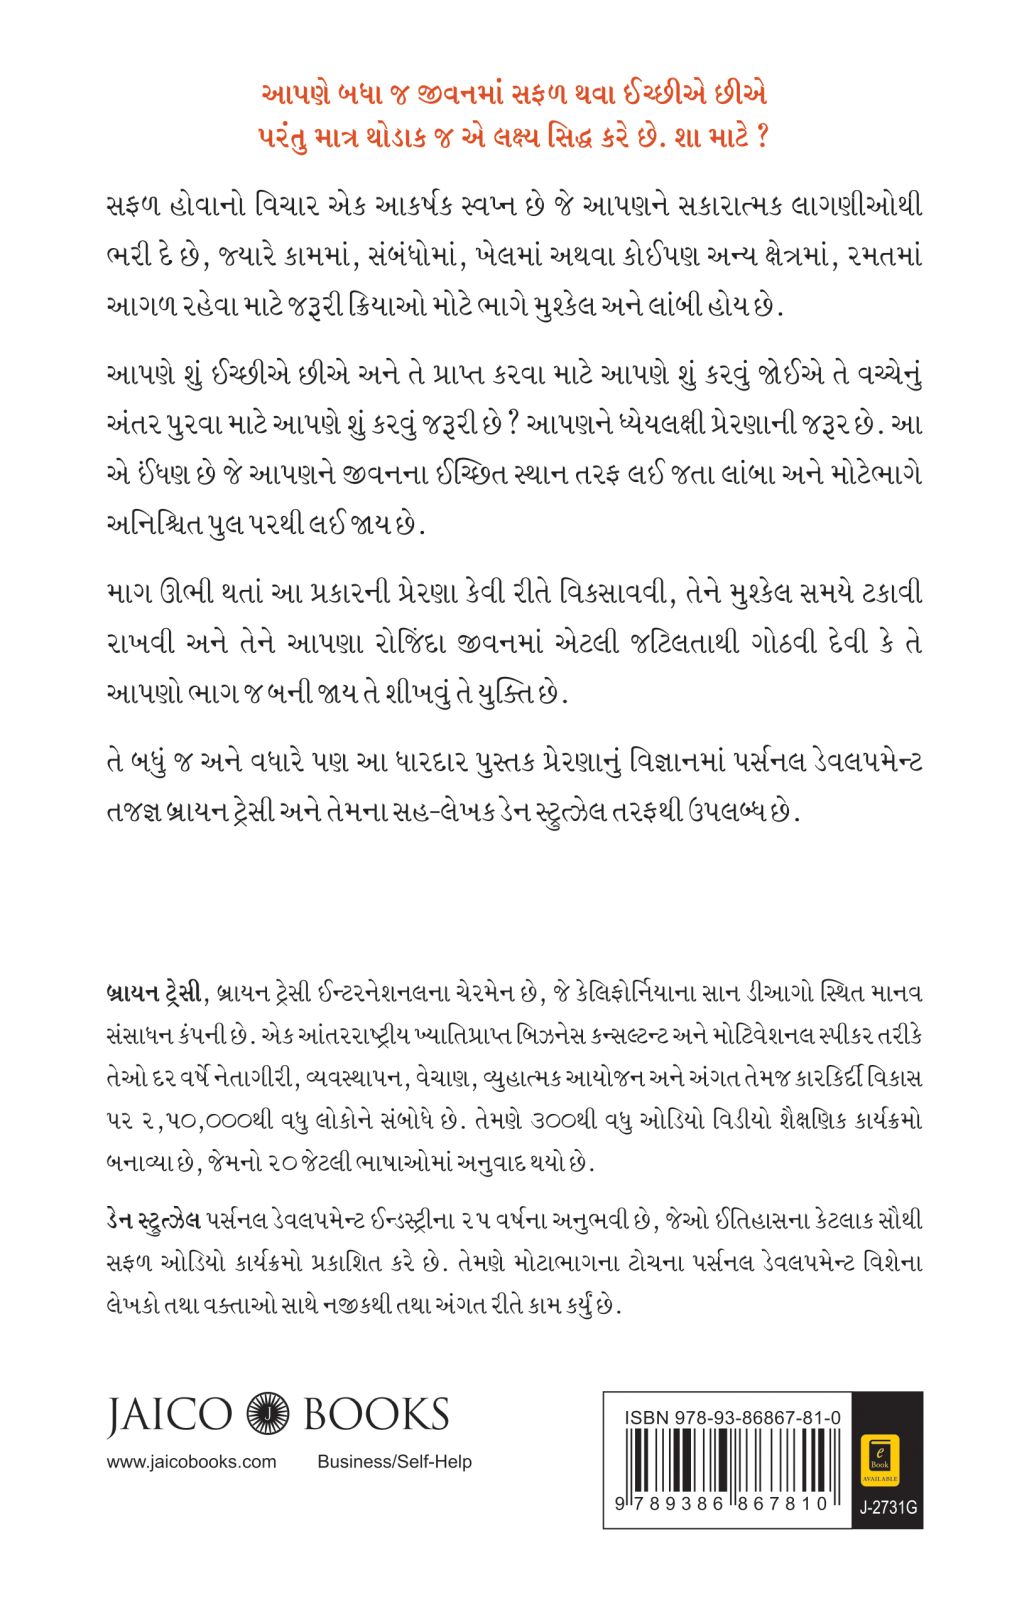 આપણે બધા જ જીવનમાં સફળ થવા ઈચ્છીએ છીએ
પરંતુ માત્ર થોડાક જ એ લક્ષ્ય સિદ્ધ કરે છે. શા માટે ?
સફળ હોવાનો વિચાર એક આકર્ષક સ્વપ્ન છે જે આપણને સકારાત્મક લાગણીઓથી
ભરી દે છે, જ્યારે કામમાં, સંબંધોમાં, ખેલમાં અથવા કોઈપણ અન્ય ક્ષેત્રમાં, રમતમાં
આગળ રહેવા માટે જરૂરી ક્રિયાઓ મોટે ભાગે મુશ્કેલ અને લાંબી હોય છે.
આપણે શું ઈચ્છીએ છીએ અને તે પ્રાપ્ત કરવા માટે આપણે શું કરવું જોઈએ તે વચ્ચેનું
અંતર પુરવા માટે આપણે શું કરવું જરૂરી છે ? આપણને ધ્યેયલક્ષી પ્રેરણાની જરૂર છે. આ
એ ઈંધણ છે જે આપણને જીવનના ઈચ્છિત સ્થાન તરફ લઈ જતા લાંબા અને મોટેભાગે
અનિશ્ચિત પુલ પરથી લઈ જાય છે.
માગ ઊભી થતાં આ પ્રકારની પ્રેરણા કેવી રીતે વિકસાવવી, તેને મુશ્કેલ સમયે ટકાવી
રાખવી અને તેને આપણા રોજિંદા જીવનમાં એટલી જટિલતાથી ગોઠવી દેવી કે તે
આપણો ભાગ જ બની જાય તે શીખવું તે યુક્તિ છે.
તે બધું જ અને વધારે પણ આ ધારદાર પુસ્તક પ્રેરણાનું વિજ્ઞાનમાં પર્સનલ ડેવલપમેન્ટ
તજજ્ઞ બ્રાયન ટ્રેસી અને તેમના સહ-લેખક ડેન સ્ટ્રુત્ઝેલ તરફથી ઉપલબ્ધ છે.
બ્રાયન ટ્રેસી, બ્રાયન ટ્રેસી ઈન્ટરનેશનલના ચેરમેન છે, જે કેલિફોર્નિયાના સાન ડીઆગો સ્થિત માનવ
સંસાધન કંપની છે. એક આંતરરાષ્ટ્રીય ખ્યાતિપ્રાપ્ત બિઝનેસ કન્સલ્ટન્ટ અને મોટિવેશનલ સ્પીકર તરીકે
તેઓ દર વર્ષે નેતાગીરી, વ્યવસ્થાપન, વેચાણ, વ્યુહાત્મક આયોજન અને અંગત તેમજ કારકિર્દી વિકાસ
પર ૨,૫૦,૦૦૦થી વધુ લોકોને સંબોધે છે. તેમણે ૩૦૦થી વધુ ઓડિયો વિડીયો શૈક્ષણિક કાર્યક્રમો
બનાવ્યા છે, જેમનો ૨૦ જેટલી ભાષાઓમાં અનુવાદ થયો છે.
ડેન સ્ટ્રુત્ઝેલ પર્સનલ ડેવલપમેન્ટ ઈન્ડસ્ટ્રીના ૨૫ વર્ષના અનુભવી છે, જેઓ ઈતિહાસના કેટલાક સૌથી
સફળ ઓડિયો કાર્યક્રમો પ્રકાશિત કરે છે. તેમણે મોટાભાગના ટોચના પર્સનલ ડેવલપમેન્ટ વિશેના
લેખકો તથા વક્તાઓ સાથે નજીકથી તથા અંગત રીતે કામ કર્યું છે.
JAICO J BOOKS
www.jaicobooks.com Business/Self-Help
ISBN 978-93-86867-81-0
9 789386 867810
e
Book
AVAILABLE
J-2731G